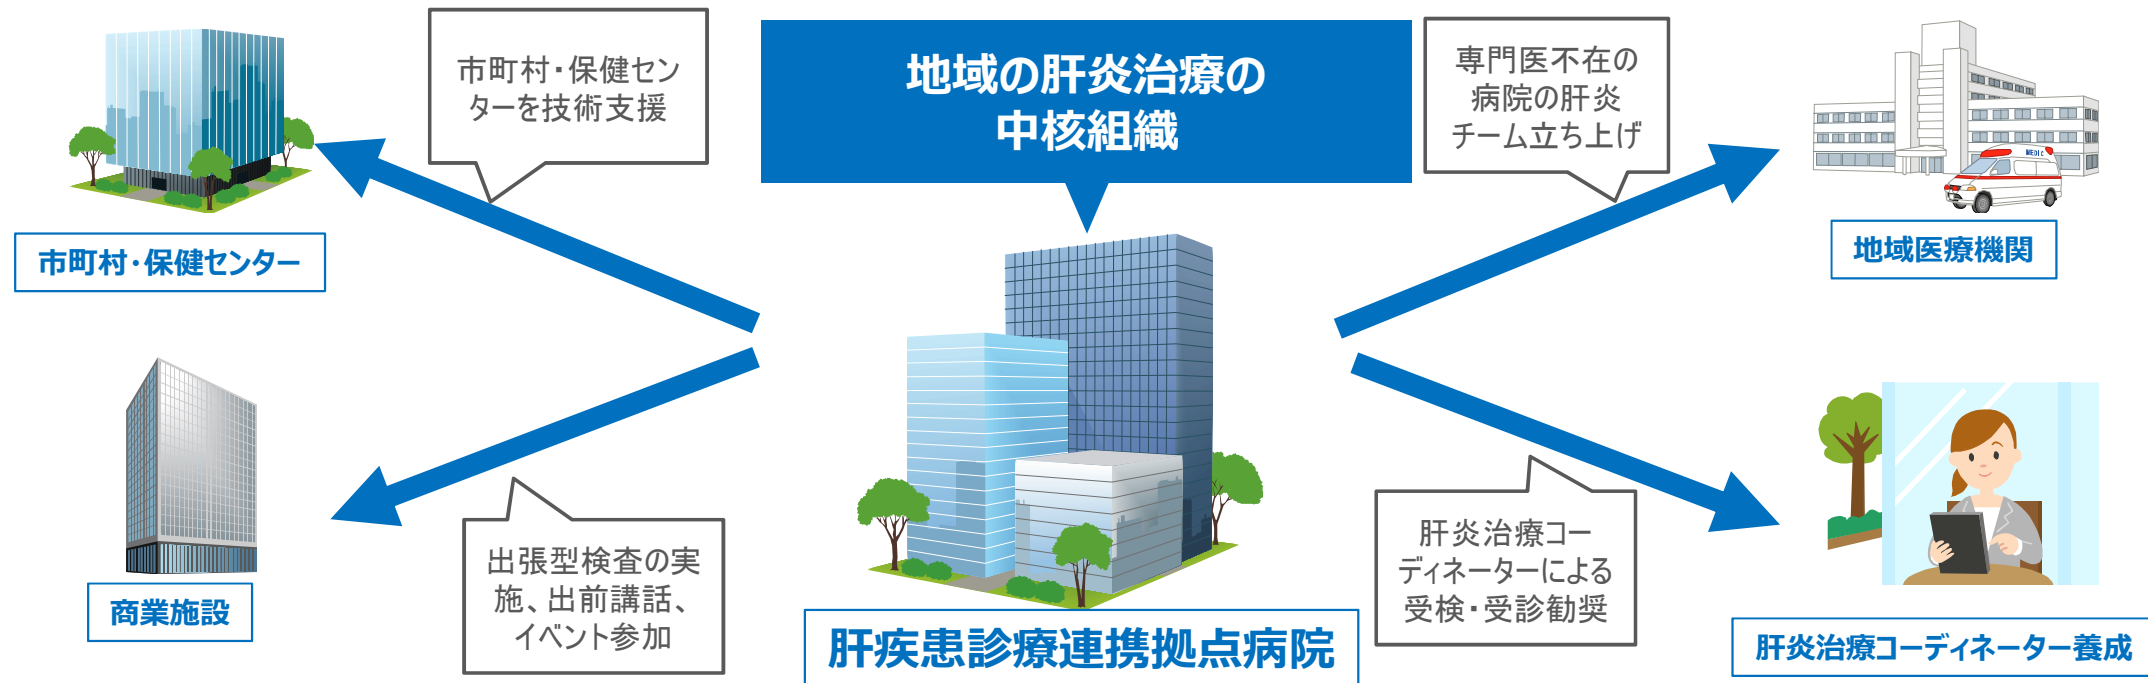 市町村・保健セン
ターを技術支援
地域の肝炎治療の
中核組織
専門医不在の
病院の肝炎
チーム立ち上げ
MEDIC
市町村・保健センター
地域医療機関
商業施設
出張型検査の実
施、出前講話、
イベント参加
肝疾患診療連携拠点病院
肝炎治療コー
ディネーターによる
受検・受診勧奨
肝炎治療コーディネーター養成